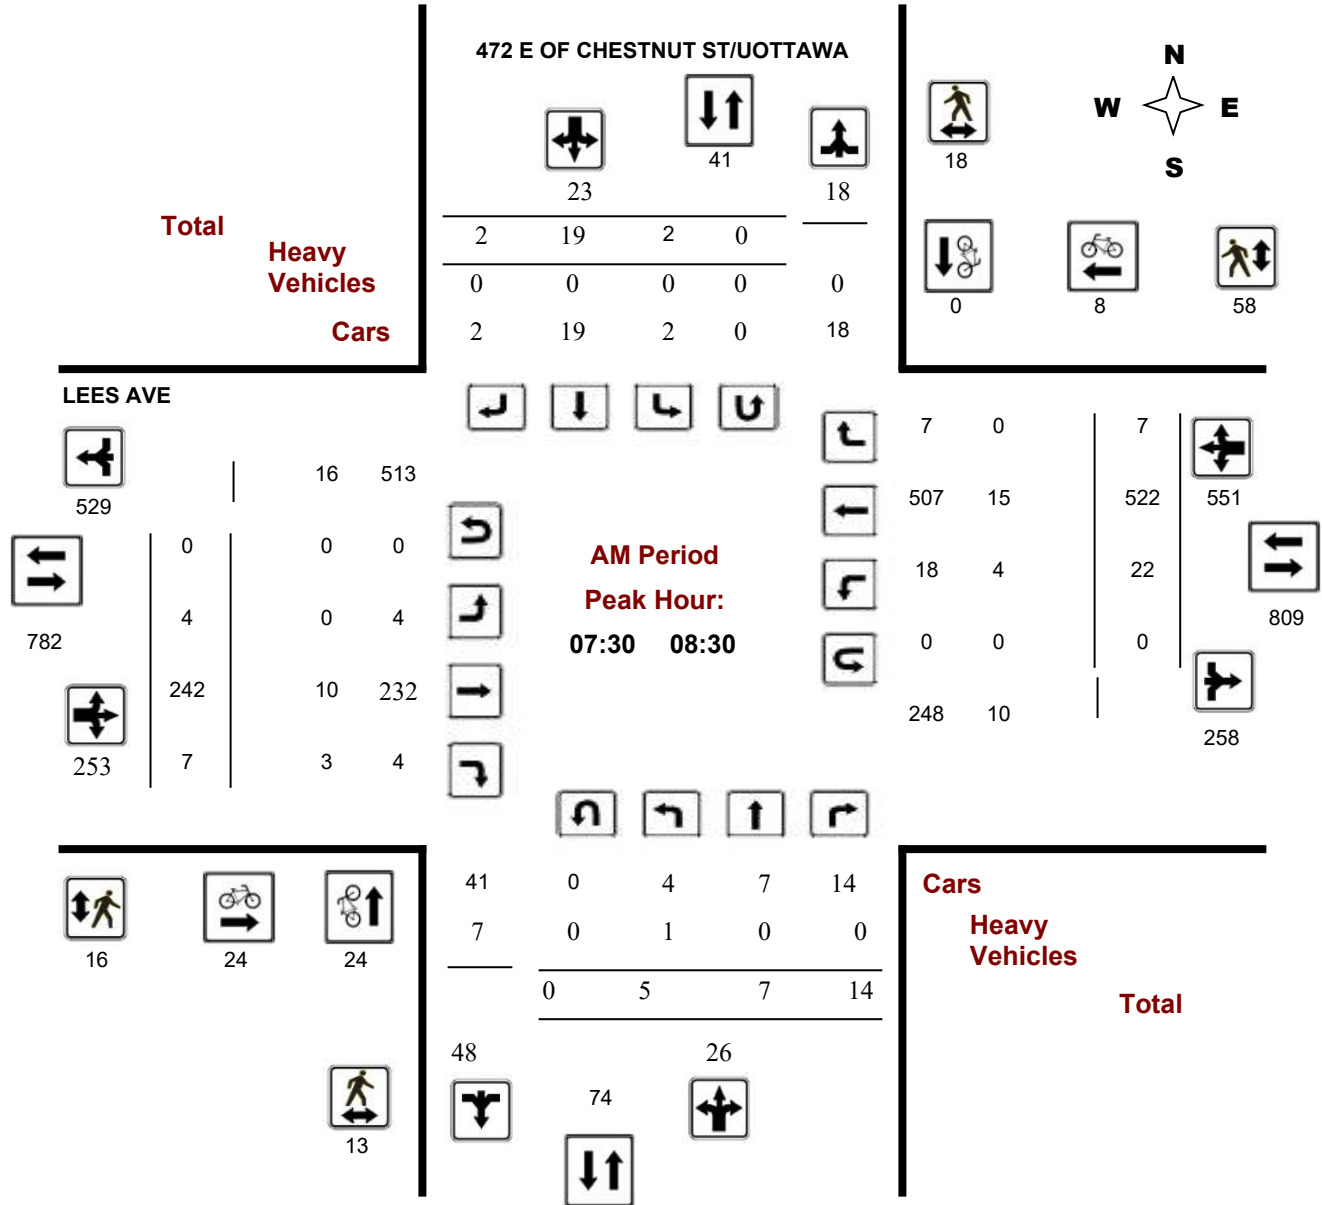 472 E OF CHESTNUT ST/UOTTAWA
N
W E
S
41
18
23 18
Total
2 19 2 0
Heavy
Vehicles
0 0 0 0 0
0 8 58
Cars
2 19 2 0 18
LEES AVE
7 0 7
16 513
529
507 15 522 551
0 0 0
AM Period
18 4 22
Peak Hour:
4 0 4
809
782
07:30 08:30
0 0 0
242 10 232
248 10
258
253 7 3 4
41 0 4 7 14
Cars
7 0 1 0 0
Heavy
Vehicles
16 24 24
0 5 7 14
Total
48 26
74
13